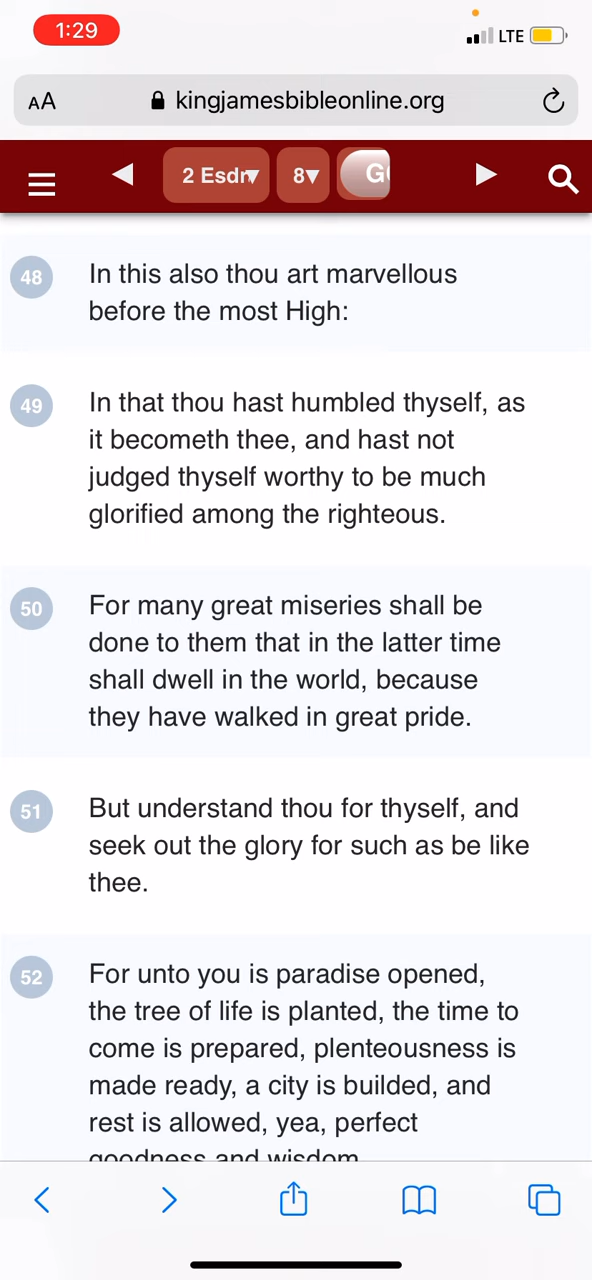 1:29
LTE
AA kingjamesbibleonline.org
2 Esdr 8 G
48 In this also thou art marvellous
before the most High:
49 In that thou hast humbled thyself, as
it becometh thee, and hast not
judged thyself worthy to be much
glorified among the righteous.
50 For many great miseries shall be
done to them that in the latter time
shall dwell in the world, because
they have walked in great pride.
51 But understand thou for thyself, and
seek out the glory for such as be like
thee.
52 For unto you is paradise opened,
the tree of life is planted, the time to
come is prepared, plenteousness is
made ready, a city is builded, and
rest is allowed, yea, perfect
goodness and wisdom